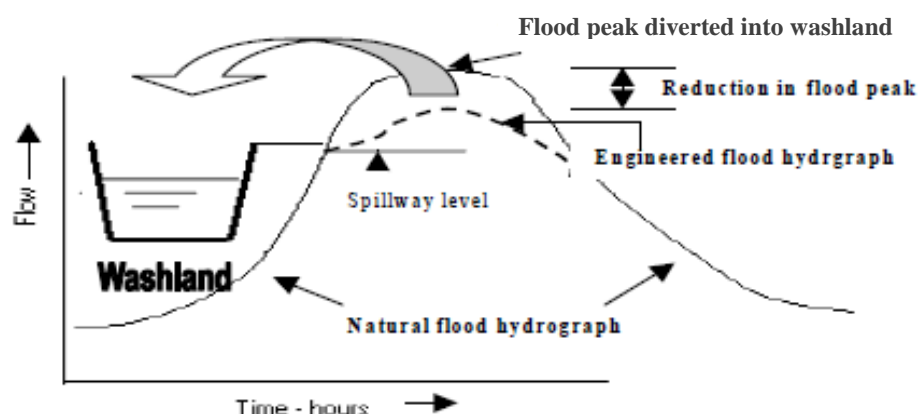 Flood peak diverted into washland
Reduction in flood peak
Engineered flood hydrgraph
Spillway level
Flow
Washland
Natural flood hydrograph
Time - hours